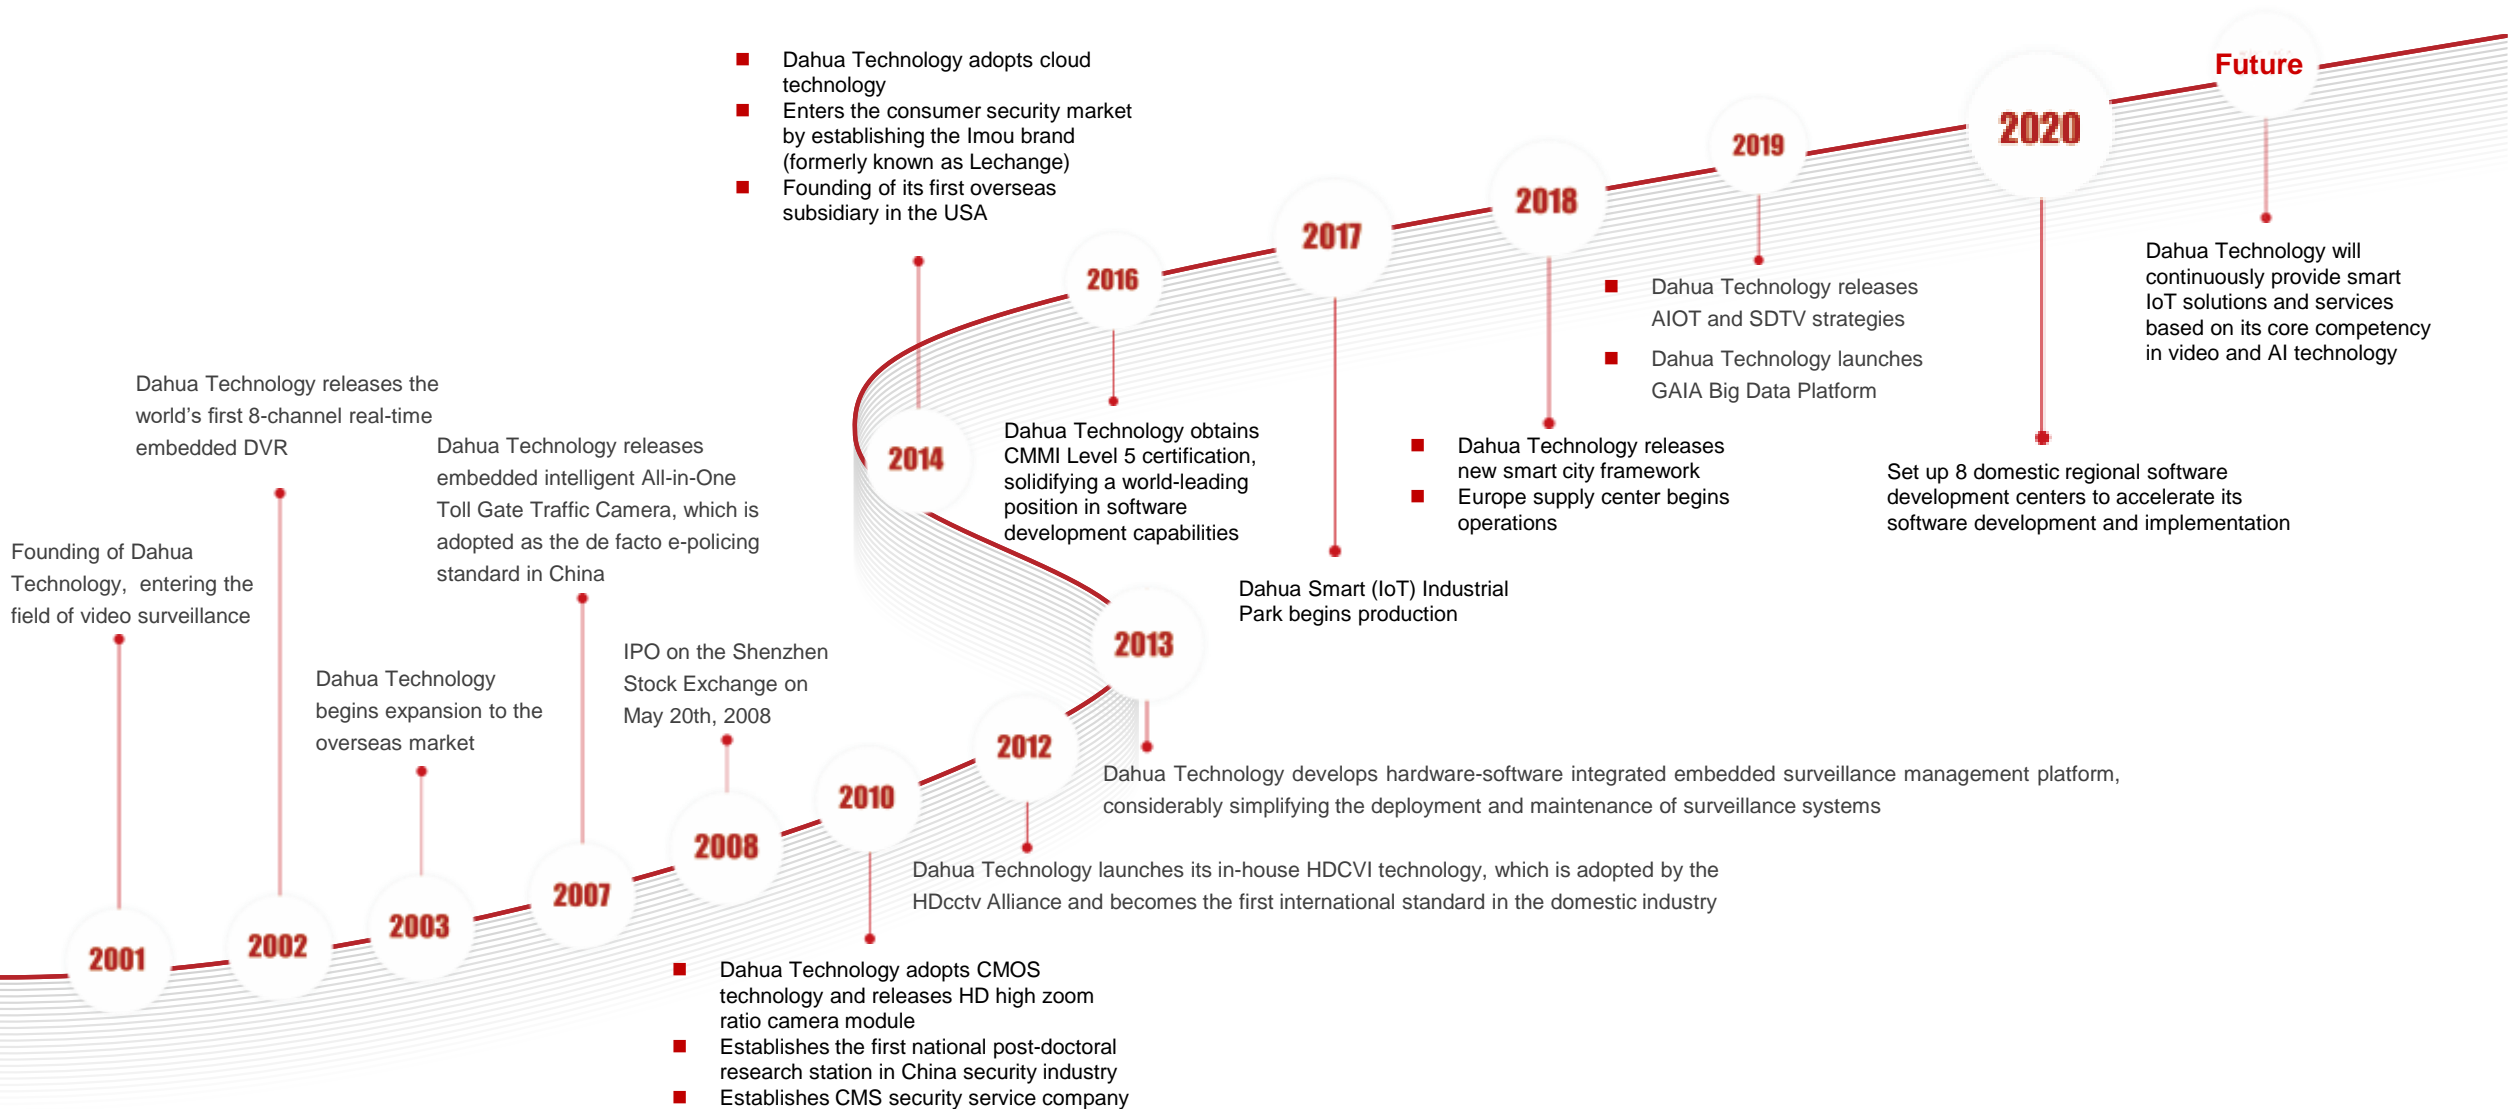 Founding of Dahua
Technology, entering the
field of video surveillance
2001
Dahua Technology releases the
world’s first 8-channel real-time
embedded DVR
2002
Dahua Technology
begins expansion to the
overseas market
2003
Dahua Technology releases
embedded intelligent All-in-One
Toll Gate Traffic Camera, which is
adopted as the de facto e-policing
standard in China
2007
IPO on the Shenzhen
Stock Exchange on
May 20th, 2008
2008
2010
■ Dahua Technology adopts CMOS
technology and releases HD high zoom
ratio camera module
■ Establishes the first national post-doctoral
research station in China security industry
■ Establishes CMS security service company
2012
Dahua Technology launches its in-house HDCVI technology, which is adopted by the
HDcctv Alliance and becomes the first international standard in the domestic industry
2013
Dahua Technology develops hardware-software integrated embedded surveillance management platform,
considerably simplifying the deployment and maintenance of surveillance systems
■ Dahua Technology adopts cloud
technology
■ Enters the consumer security market
by establishing the Imou brand
(formerly known as Lechange)
■ Founding of its first overseas
subsidiary in the USA
2014
2016
Dahua Technology obtains
CMMI Level 5 certification,
solidifying a world-leading
position in software
development capabilities
2017
Dahua Smart (IoT) Industrial
Park begins production
2018
■ Dahua Technology releases
new smart city framework
■ Europe supply center begins
operations
2019
■ Dahua Technology releases
AIOT and SDTV strategies
■ Dahua Technology launches
GAIA Big Data Platform
2020
Set up 8 domestic regional software
development centers to accelerate its
software development and implementation
Future
Dahua Technology will
continuously provide smart
IoT solutions and services
based on its core competency
in video and AI technology